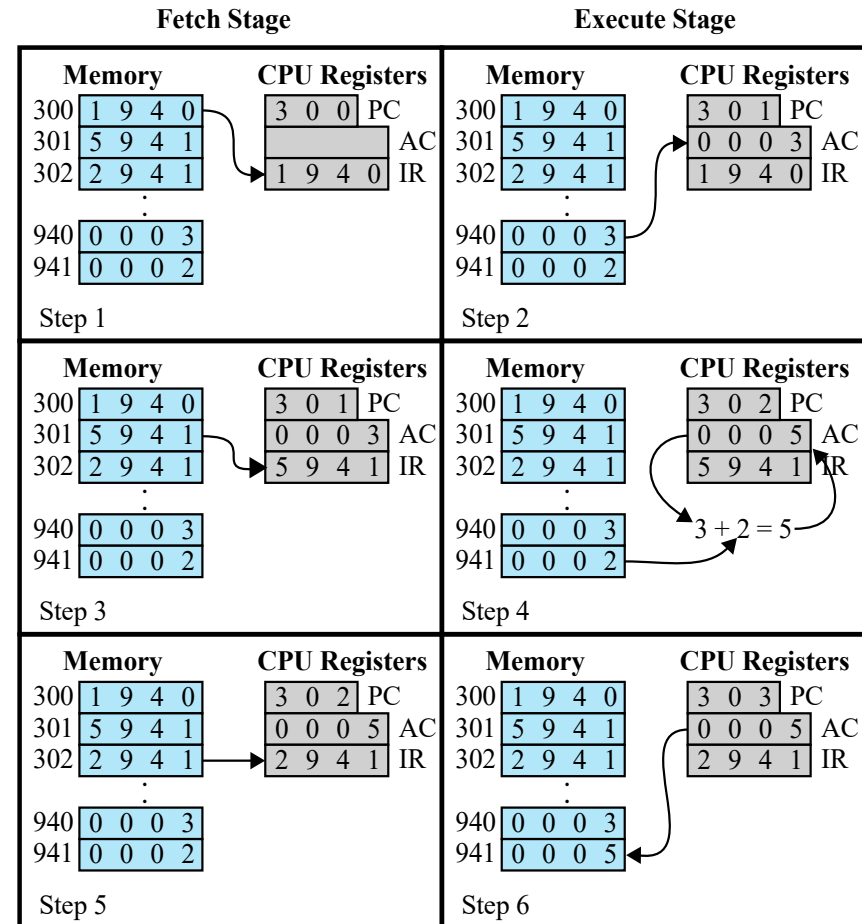 Fetch Stage
Execute Stage
Memory
CPU Registers
300 1 9 4 0
3 0 0 PC
301 5 9 4 1
AC
302 2 9 4 1
1 9 4 0 IR
940 0 0 0 3
941 0 0 0 2
Step 1
Memory
CPU Registers
300 1 9 4 0
3 0 1 PC
301 5 9 4 1
0 0 0 3 AC
302 2 9 4 1
1 9 4 0 IR
940 0 0 0 3
941 0 0 0 2
Step 2
Memory
CPU Registers
300 1 9 4 0
3 0 1 PC
301 5 9 4 1
0 0 0 3 AC
302 2 9 4 1
5 9 4 1 IR
940 0 0 0 3
941 0 0 0 2
Step 3
Memory
CPU Registers
300 1 9 4 0
3 0 2 PC
301 5 9 4 1
0 0 0 5 AC
302 2 9 4 1
5 9 4 1 IR
940 0 0 0 3
3 + 2 = 5
941 0 0 0 2
Step 4
Memory
CPU Registers
300 1 9 4 0
3 0 2 PC
301 5 9 4 1
0 0 0 5 AC
302 2 9 4 1
2 9 4 1 IR
940 0 0 0 3
941 0 0 0 2
Step 5
Memory
CPU Registers
300 1 9 4 0
3 0 3 PC
301 5 9 4 1
0 0 0 5 AC
302 2 9 4 1
2 9 4 1 IR
940 0 0 0 3
941 0 0 0 5
Step 6